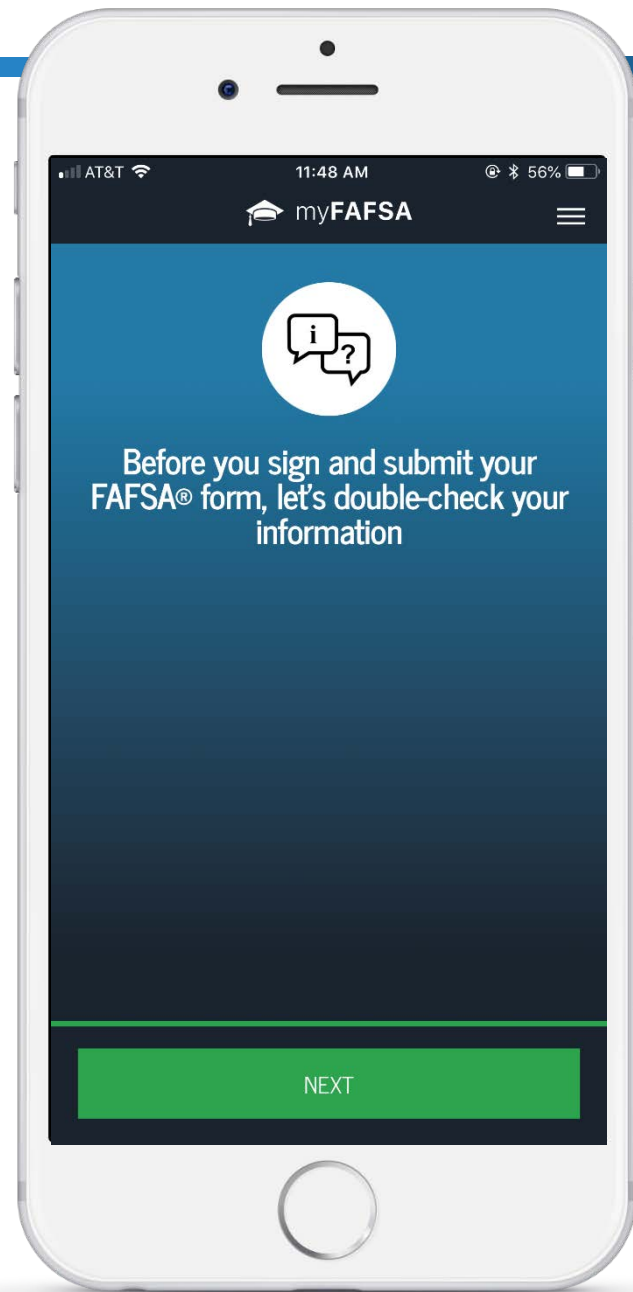 AT&T 11:48 AM 56%
myFAFSA
i
?
Before you sign and submit your
FAFSA® form, let's double-check your
information
NEXT